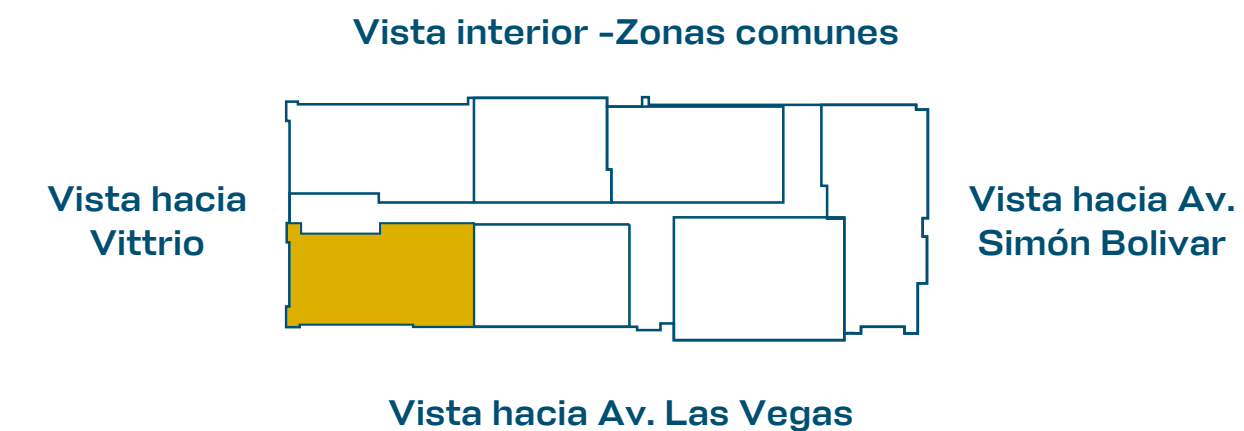 Vista interior -Zonas comunes
Vista hacia
Vittrio
Vista hacia Av.
Simón Bolivar
Vista hacia Av. Las Vegas